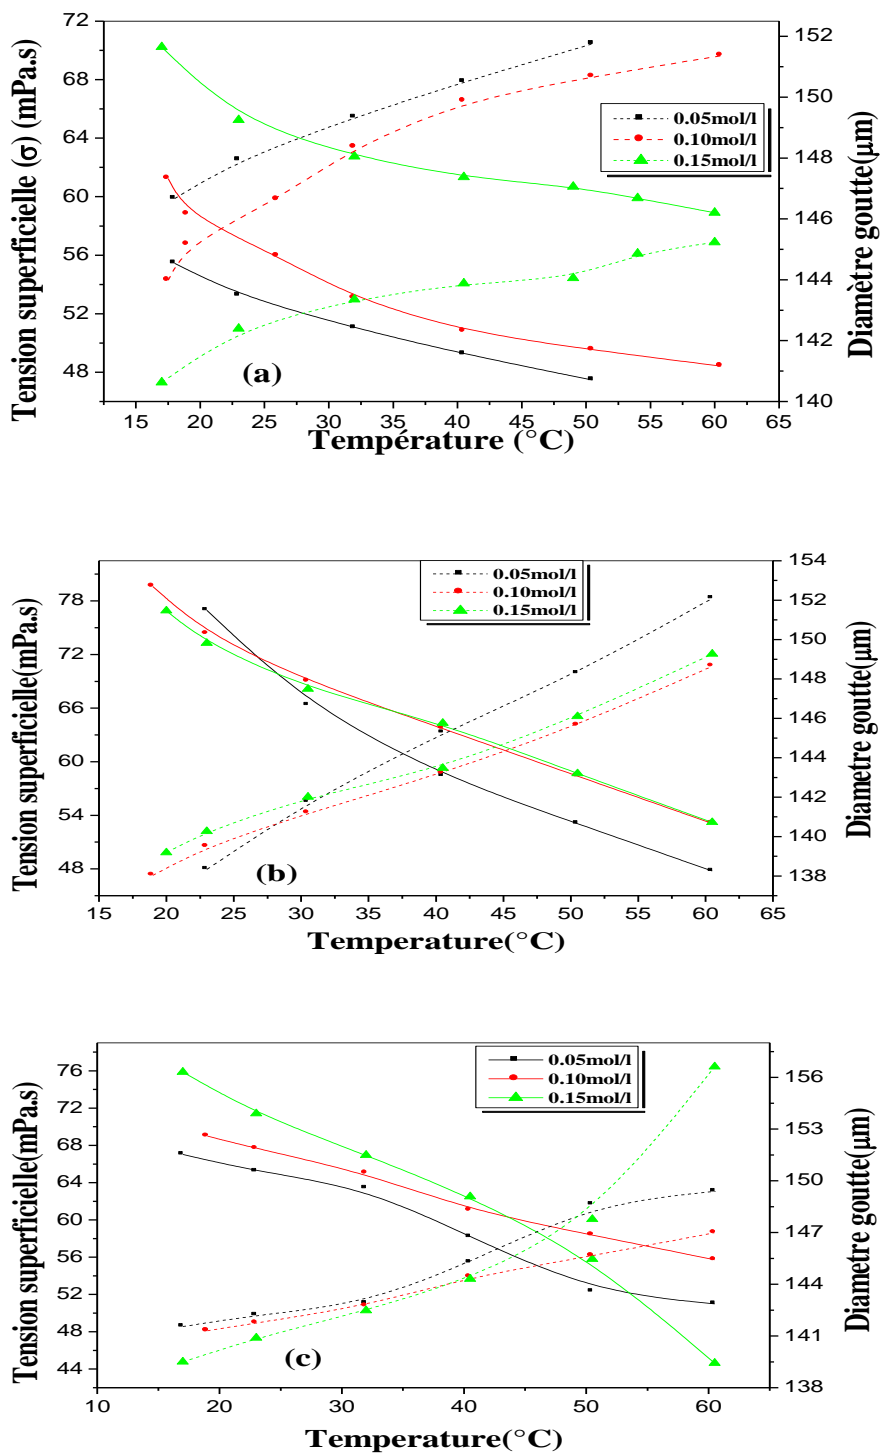 72
68
64
60
56
52
48
Tension superficielle (σ) (mPa.s)
152
150
148
146
144
142
140
Diamètre goutte(μm)
0.05mol/l
0.10mol/l
0.15mol/l
(a)
15 20 25 30 35 40 45 50 55 60 65
Température (°C)
78
72
66
60
54
48
Tension superficielle(mPa.s)
154
152
150
148
146
144
142
140
138
Diametre goutte(μm)
0.05mol/l
0.10mol/l
0.15mol/l
(b)
15 20 25 30 35 40 45 50 55 60 65
Temperature(°C)
76
72
68
64
60
56
52
48
44
Tension superficielle(mPa.s)
156
153
150
147
144
141
138
Diametre goutte(μm)
0.05mol/l
0.10mol/l
0.15mol/l
(c)
10 20 30 40 50 60
Temperature(°C)